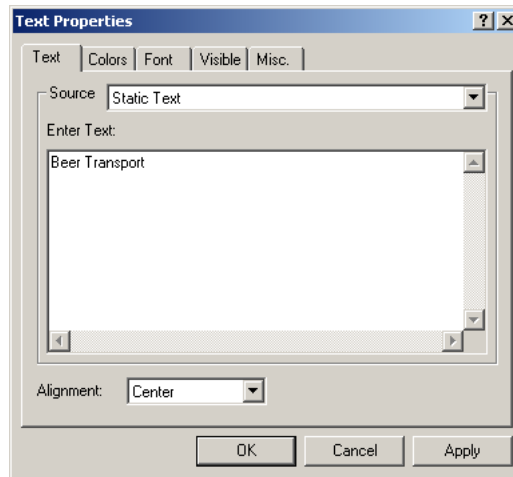 Text Properties
Text Colors Font Visible Misc.
Source Static Text
Enter Text:
Beer Transport
Alignment: Center
OK Cancel Apply